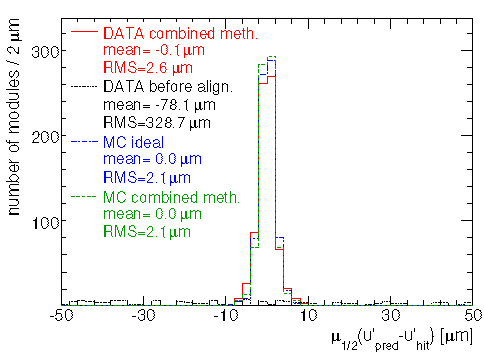 number of modules / 2 μm
300
200
100
DATA combined meth.
mean= -0.1 μm
RMS=2.6 μm
DATA before align.
mean= -78.1 μm
RMS=328.7 μm
MC ideal
mean= 0.0 μm
RMS=2.1 μm
MC combined meth.
mean= 0.0 μm
RMS=2.1 μm
-50 -30 -10 10 30 50
μ1/2(u'pred-u'hit) [μm]